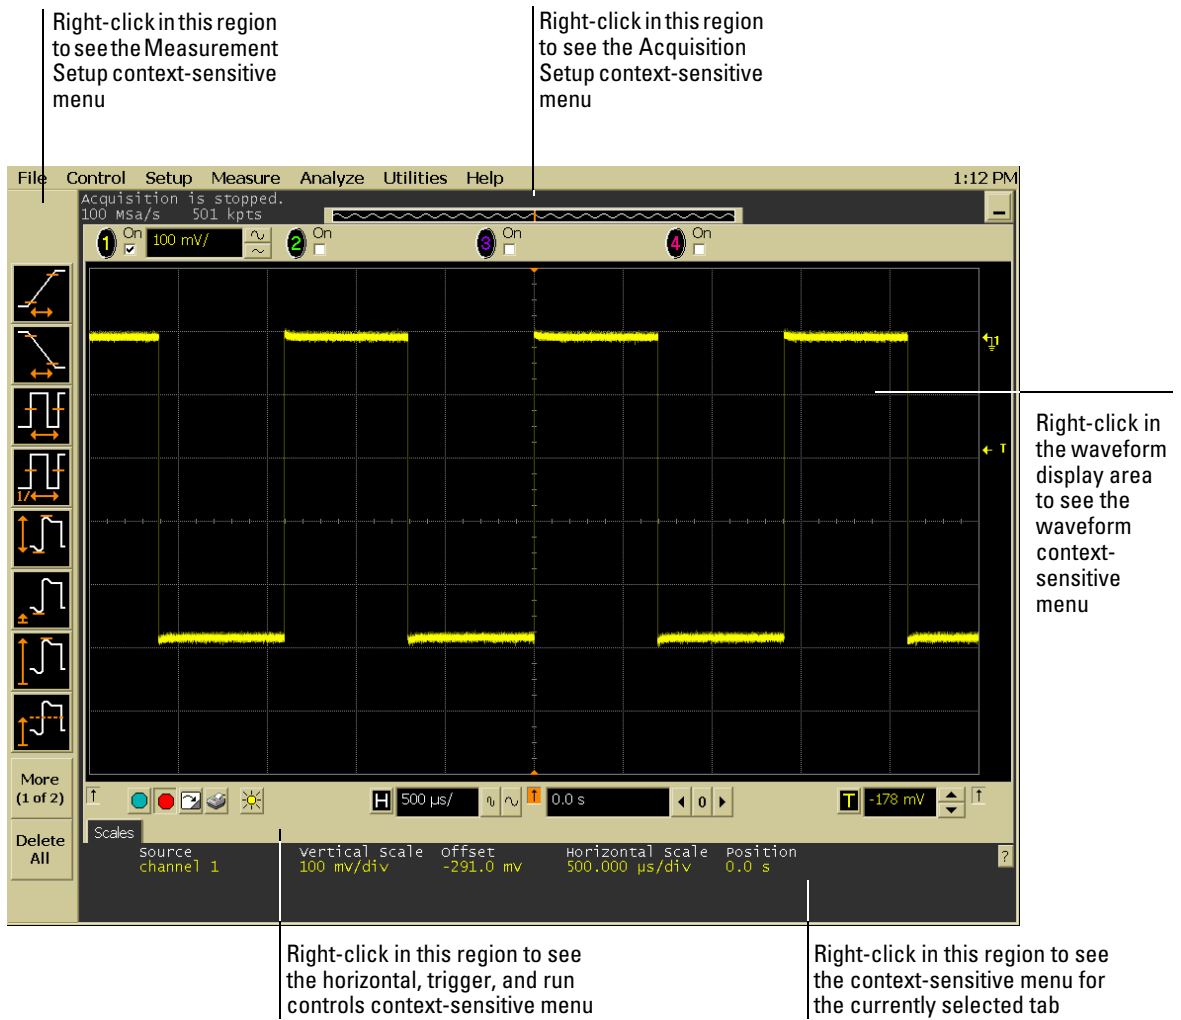 Right-click in this region
to see the Measurement
Setup context-sensitive
menu
Right-click in this region
to see the Acquisition
Setup context-sensitive
menu
File Control Setup Measure Analyze Utilities Help 1:12 PM
Acquisition is stopped.
100 MSa/s 501 kpts
1 On 100 mV/ 2 On 3 On 4 On
1
T
1/
Right-click in
the waveform
display area
to see the
waveform
context-
sensitive
menu
More
(1 of 2)
Delete
All
H 500 µs/ 0.0 s 0 T -178 mV
Scales
Source Vertical Scale Offset Horizontal Scale Position
channel 1 100 mV/div -291.0 mV 500.000 µs/div 0.0 s
?
Right-click in this region to see
the horizontal, trigger, and run
controls context-sensitive menu
Right-click in this region to see
the context-sensitive menu for
the currently selected tab